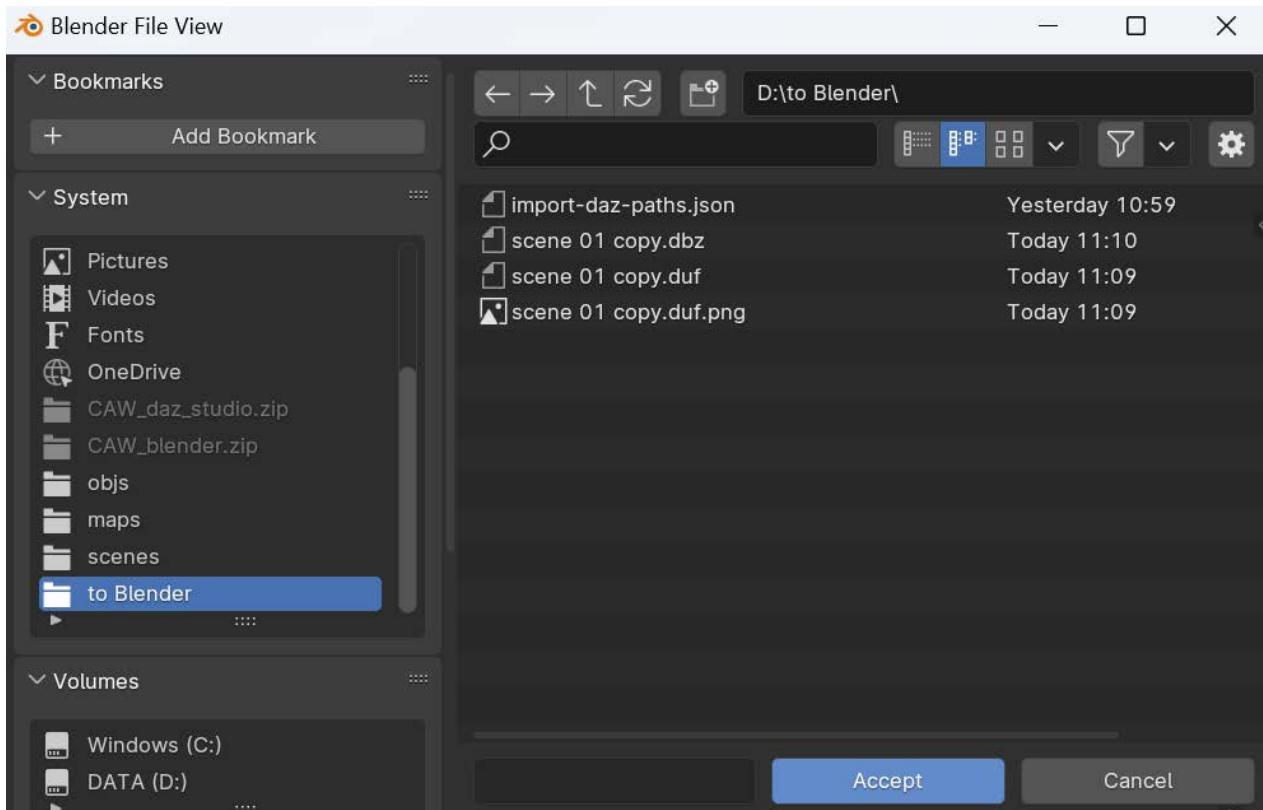 Blender File View
Bookmarks
Add Bookmark
System
Pictures
Videos
Fonts
OneDrive
CAW_daz_studio.zip
CAW_blender.zip
objs
maps
scenes
to Blender
Volumes
Windows (C:)
DATA (D:)
D:\to Blender\
import-daz-paths.json Yesterday 10:59
scene 01 copy.dbz Today 11:10
scene 01 copy.duf Today 11:09
scene 01 copy.duf.png Today 11:09
Accept Cancel